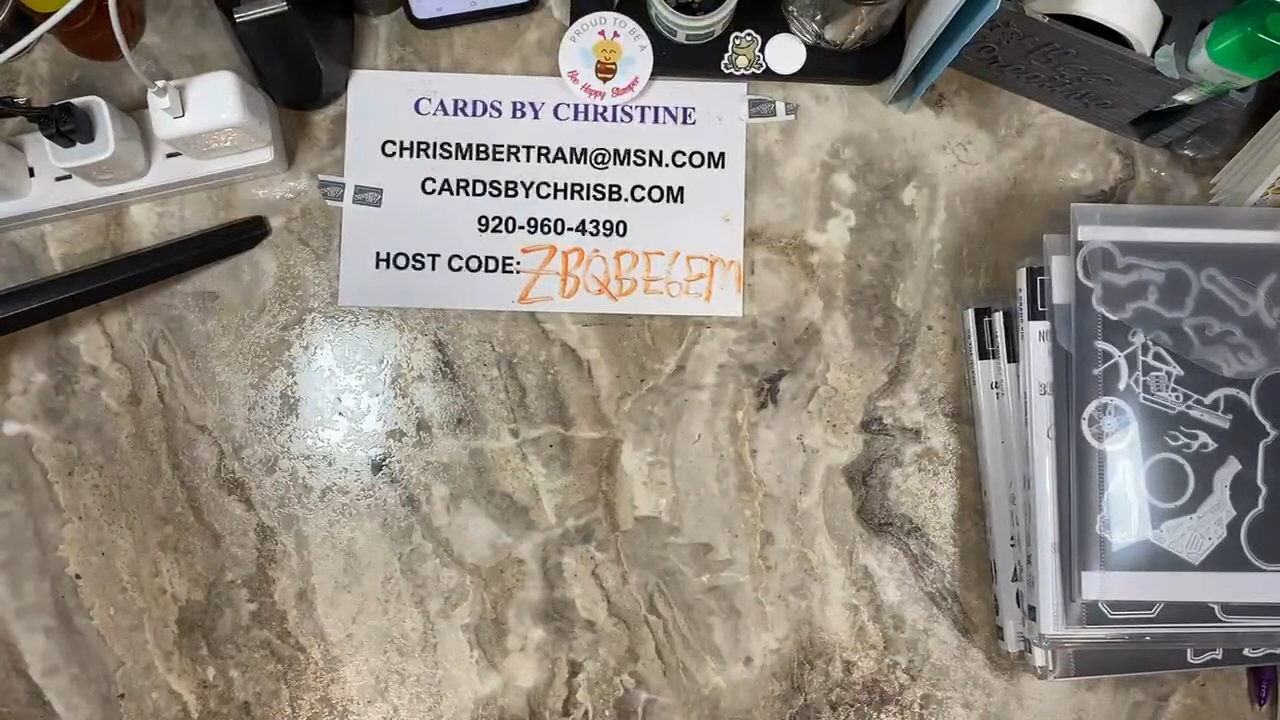 PROUD TO BE A
Bee Happy Stamper
CARDS BY CHRISTINE
CHRISMBERTRAM@MSN.COM
CARDSBYCHRISB.COM
920-960-4390
HOST CODE: ZBQBE6EM